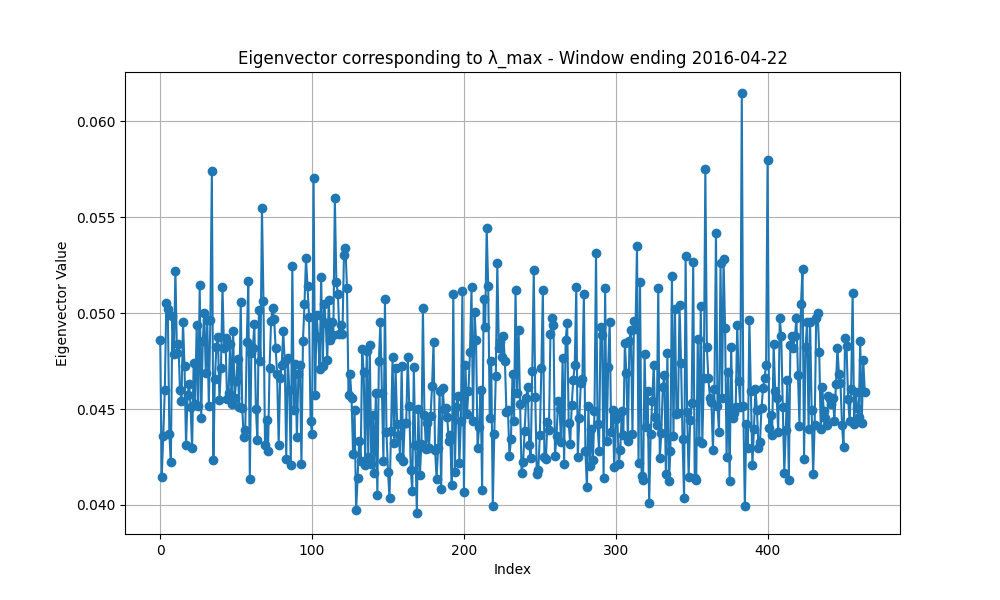 Eigenvector corresponding to λ_max - Window ending 2016-04-22
Eigenvector Value
0.060
0.055
0.050
0.045
0.040
0 100 200 300 400
Index